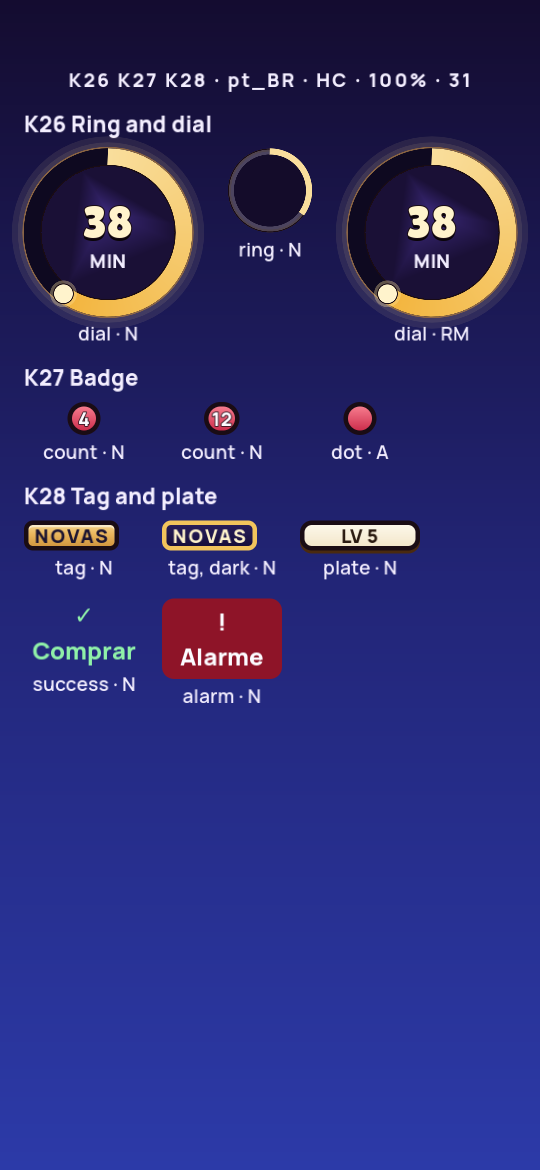 K26 K27 K28 · pt_BR · HC · 100% · 31
K26 Ring and dial
38
MIN
dial · N
ring · N
38
MIN
dial · RM
K27 Badge
4
count · N
12
count · N
dot · A
K28 Tag and plate
NOVAS
tag · N
NOVAS
tag, dark · N
LV 5
plate · N
✓
Comprar
success · N
!
Alarme
alarm · N